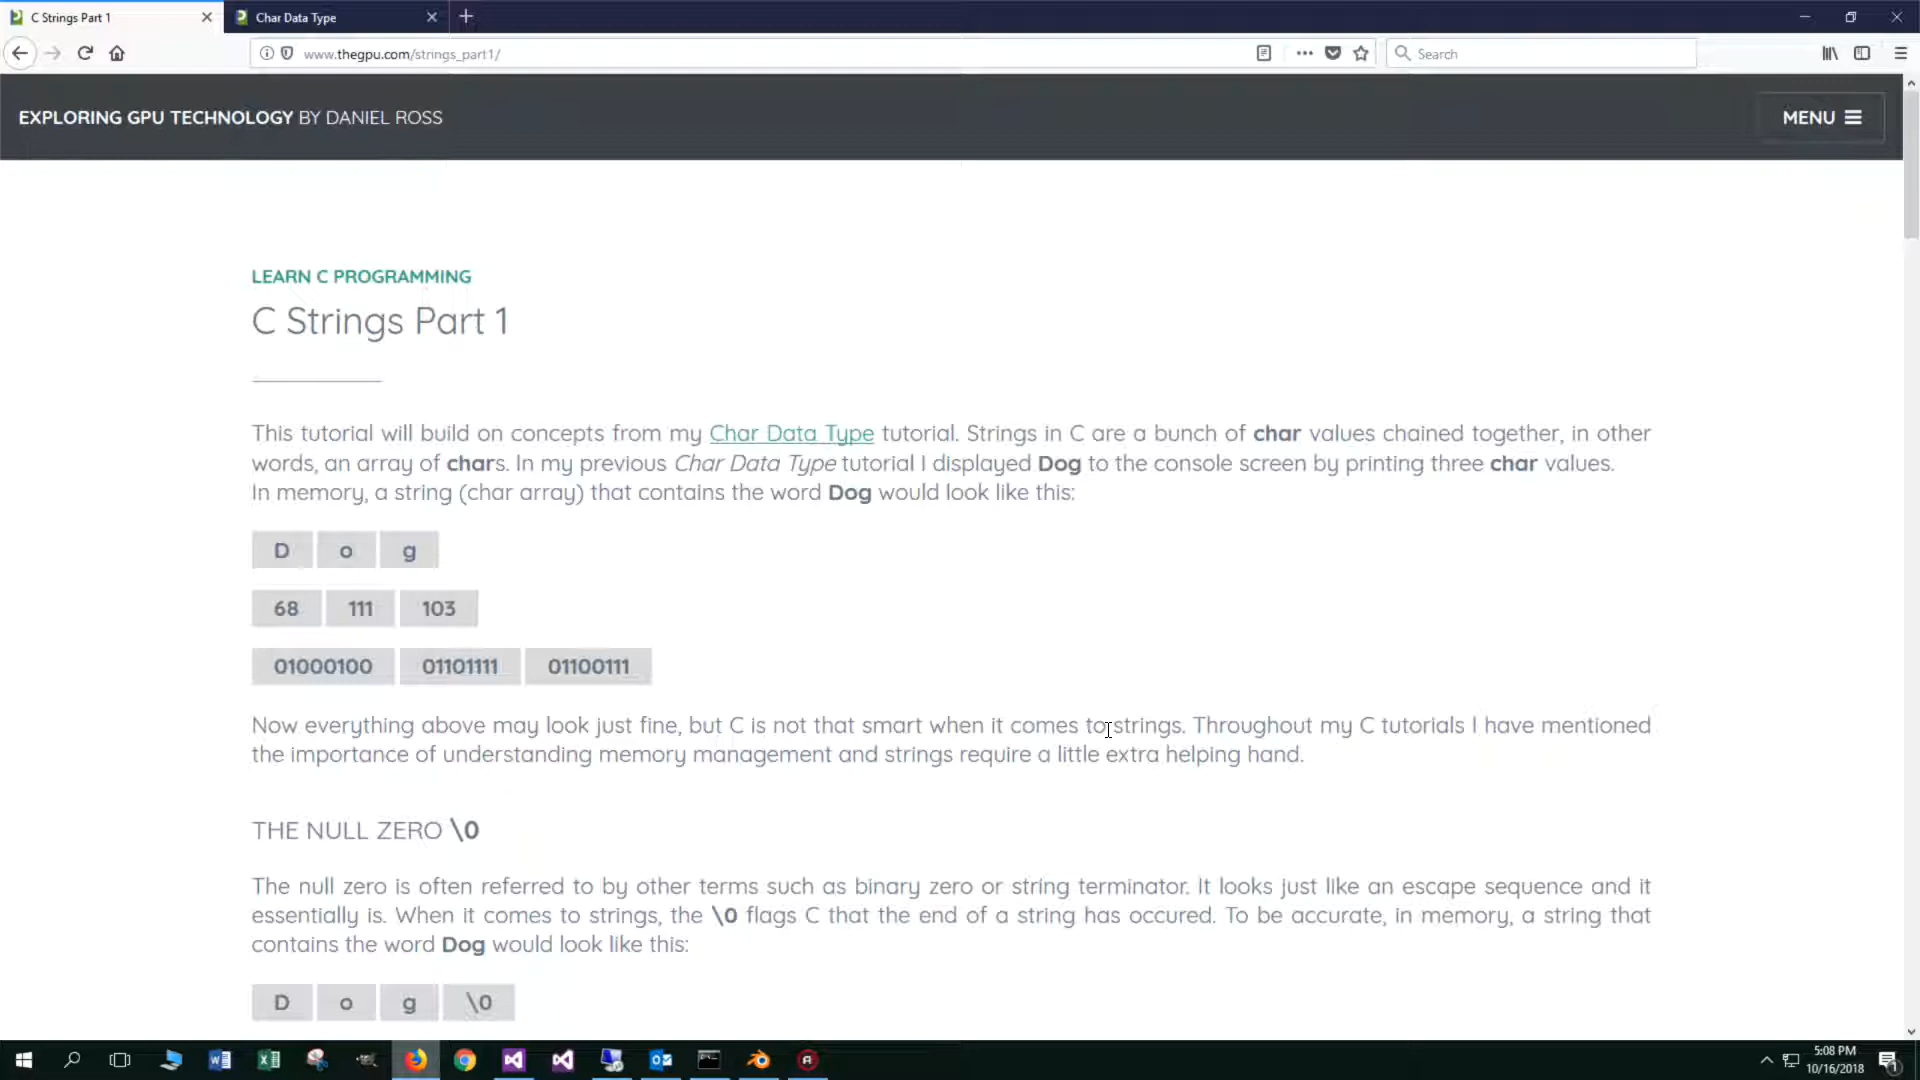 C Strings Part 1
Char Data Type
www.thegpu.com/strings_part1/
Search
EXPLORING GPU TECHNOLOGY BY DANIEL ROSS
MENU
LEARN C PROGRAMMING
C Strings Part 1
This tutorial will build on concepts from my Char Data Type tutorial. Strings in C are a bunch of char values chained together, in other
words, an array of chars. In my previous Char Data Type tutorial I displayed Dog to the console screen by printing three char values.
In memory, a string (char array) that contains the word Dog would look like this:
D o g
68 111 103
01000100 01101111 01100111
Now everything above may look just fine, but C is not that smart when it comes to strings. Throughout my C tutorials I have mentioned
the importance of understanding memory management and strings require a little extra helping hand.
THE NULL ZERO \0
The null zero is often referred to by other terms such as binary zero or string terminator. It looks just like an escape sequence and it
essentially is. When it comes to strings, the \0 flags C that the end of a string has occured. To be accurate, in memory, a string that
contains the word Dog would look like this:
D o g \0
5:08 PM
10/16/2018